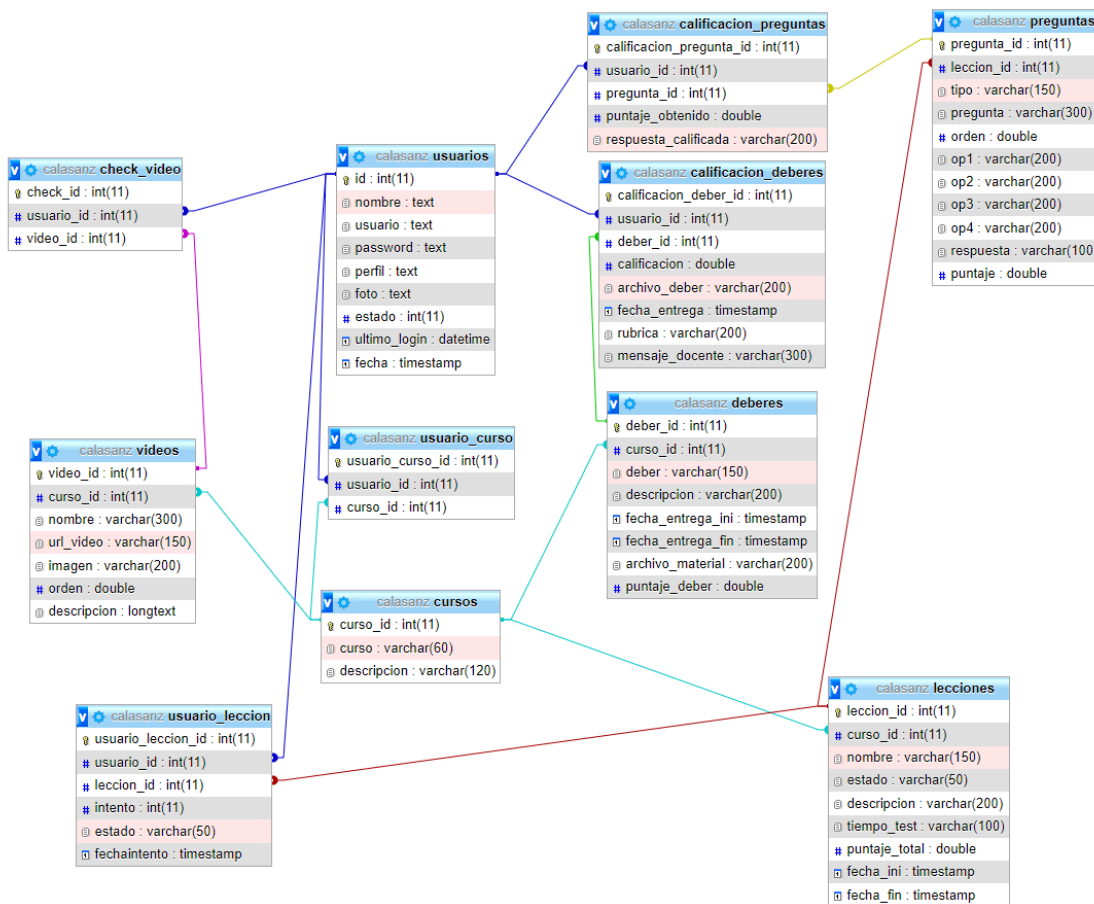 calasanz calificacion_preguntas
calificacion_pregunta_id : int(11)
usuario_id : int(11)
pregunta_id : int(11)
puntaje_obtenido : double
respuesta_calificada : varchar(200)
calasanz preguntas
pregunta_id : int(11)
leccion_id : int(11)
tipo : varchar(150)
pregunta : varchar(300)
orden : double
op1 : varchar(200)
op2 : varchar(200)
op3 : varchar(200)
op4 : varchar(200)
respuesta : varchar(100
puntaje : double
calasanz check_video
check_id : int(11)
usuario_id : int(11)
video_id : int(11)
calasanz usuarios
id : int(11)
nombre : text
usuario : text
password : text
perfil : text
foto : text
estado : int(11)
ultimo_login : datetime
fecha : timestamp
calasanz calificacion_deberes
calificacion_deber_id : int(11)
usuario_id : int(11)
deber_id : int(11)
calificacion : double
archivo_deber : varchar(200)
fecha_entrega : timestamp
rubrica : varchar(200)
mensaje_docente : varchar(300)
calasanz deberes
deber_id : int(11)
curso_id : int(11)
deber : varchar(150)
descripcion : varchar(200)
fecha_entrega_ini : timestamp
fecha_entrega_fin : timestamp
archivo_material : varchar(200)
puntaje_deber : double
calasanz videos
video_id : int(11)
curso_id : int(11)
nombre : varchar(300)
url_video : varchar(150)
imagen : varchar(200)
orden : double
descripcion : longtext
calasanz usuario_curso
usuario_curso_id : int(11)
usuario_id : int(11)
curso_id : int(11)
calasanz cursos
curso_id : int(11)
curso : varchar(60)
descripcion : varchar(120)
calasanz usuario_leccion
usuario_leccion_id : int(11)
usuario_id : int(11)
leccion_id : int(11)
intento : int(11)
estado : varchar(50)
fechaintento : timestamp
calasanz lecciones
leccion_id : int(11)
curso_id : int(11)
nombre : varchar(150)
estado : varchar(50)
descripcion : varchar(200)
tiempo_test : varchar(100)
puntaje_total : double
fecha_ini : timestamp
fecha_fin : timestamp